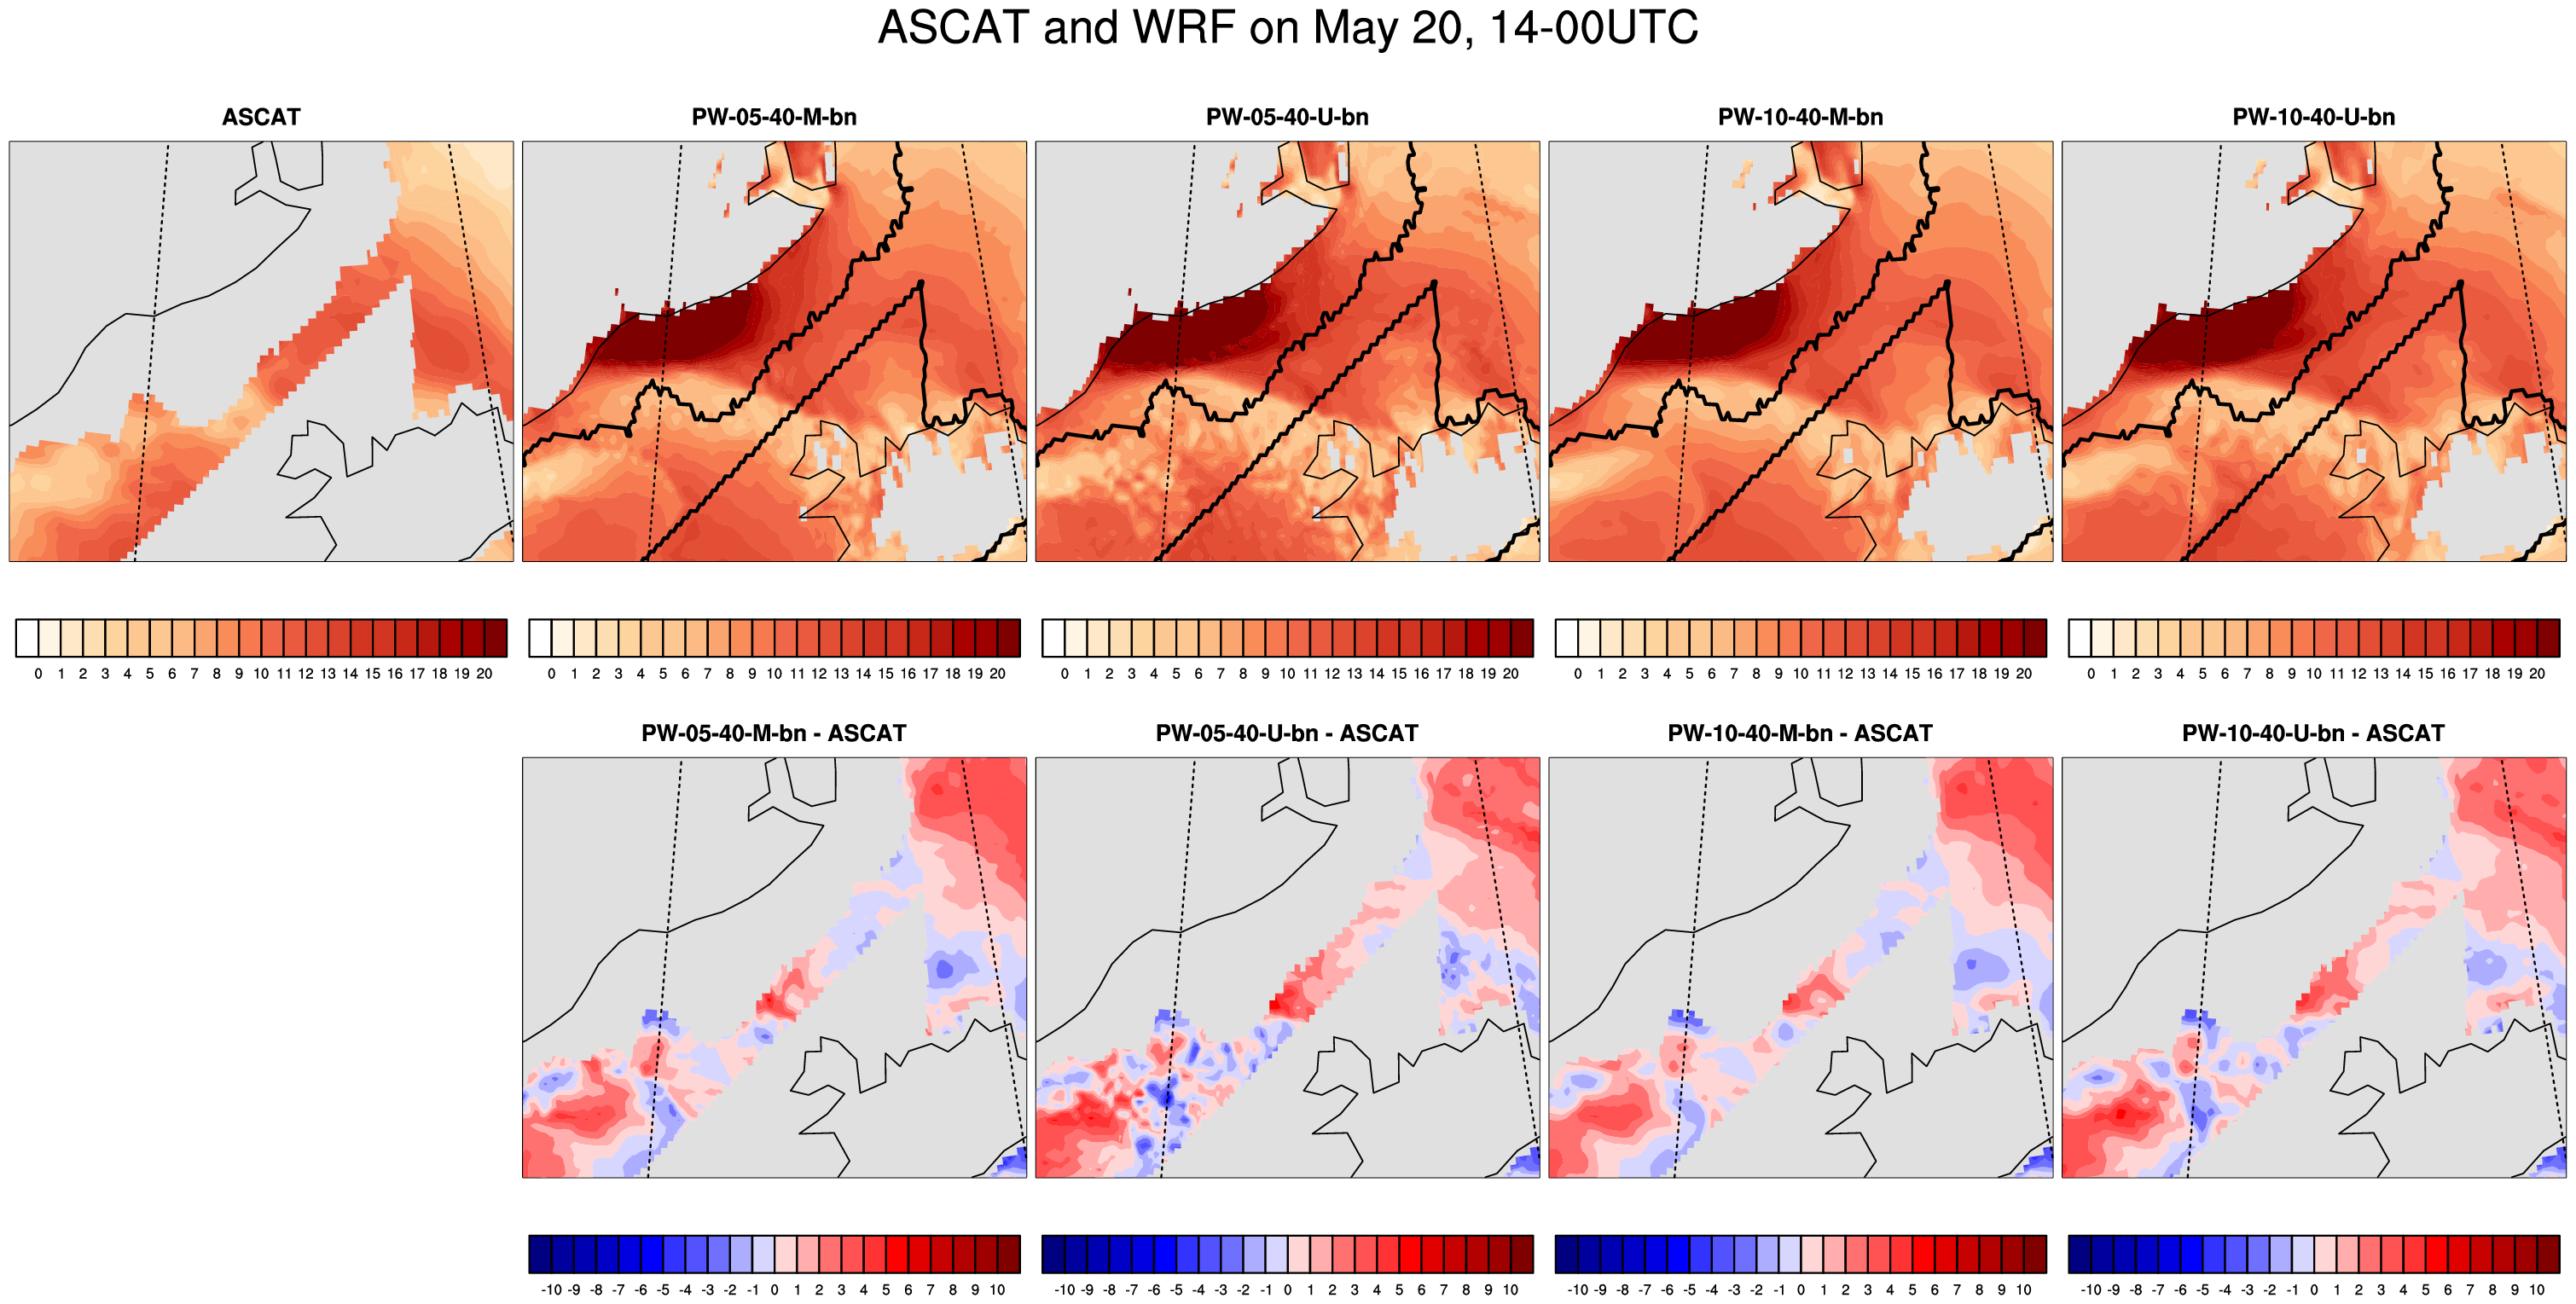 ASCAT and WRF on May 20, 14-00UTC
ASCAT
PW-05-40-M-bn
PW-05-40-U-bn
PW-10-40-M-bn
PW-10-40-U-bn
0 1 2 3 4 5 6 7 8 9 10 11 12 13 14 15 16 17 18 19 20
0 1 2 3 4 5 6 7 8 9 10 11 12 13 14 15 16 17 18 19 20
0 1 2 3 4 5 6 7 8 9 10 11 12 13 14 15 16 17 18 19 20
0 1 2 3 4 5 6 7 8 9 10 11 12 13 14 15 16 17 18 19 20
0 1 2 3 4 5 6 7 8 9 10 11 12 13 14 15 16 17 18 19 20
PW-05-40-M-bn - ASCAT
PW-05-40-U-bn - ASCAT
PW-10-40-M-bn - ASCAT
PW-10-40-U-bn - ASCAT
-10 -9 -8 -7 -6 -5 -4 -3 -2 -1 0 1 2 3 4 5 6 7 8 9 10
-10 -9 -8 -7 -6 -5 -4 -3 -2 -1 0 1 2 3 4 5 6 7 8 9 10
-10 -9 -8 -7 -6 -5 -4 -3 -2 -1 0 1 2 3 4 5 6 7 8 9 10
-10 -9 -8 -7 -6 -5 -4 -3 -2 -1 0 1 2 3 4 5 6 7 8 9 10